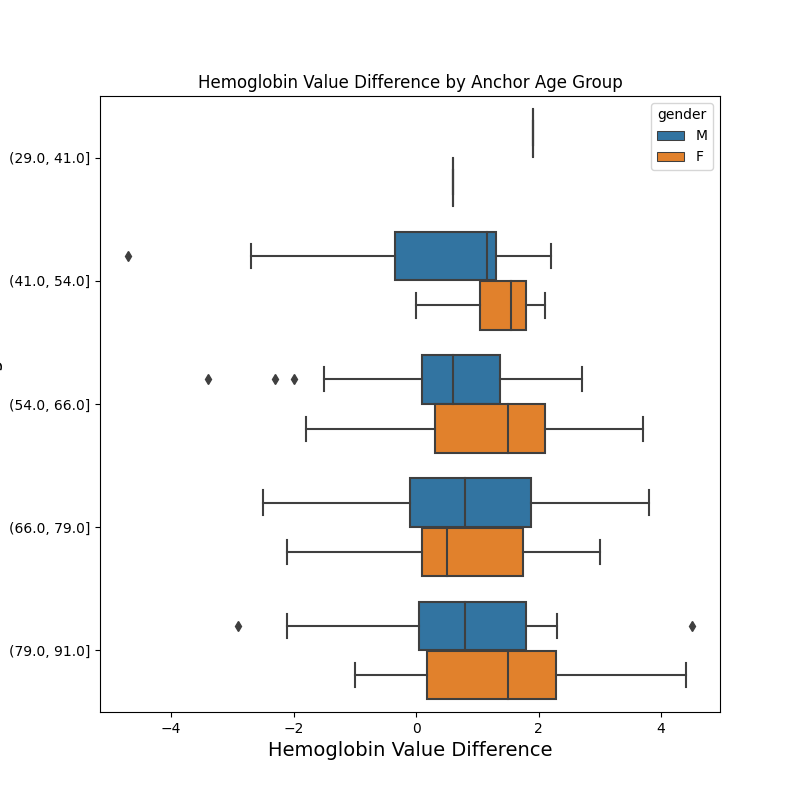 Hemoglobin Value Difference by Anchor Age Group
gender
M
F
(29.0, 41.0]
(41.0, 54.0]
(54.0, 66.0]
(66.0, 79.0]
(79.0, 91.0]
−4
−2
0
2
4
Hemoglobin Value Difference